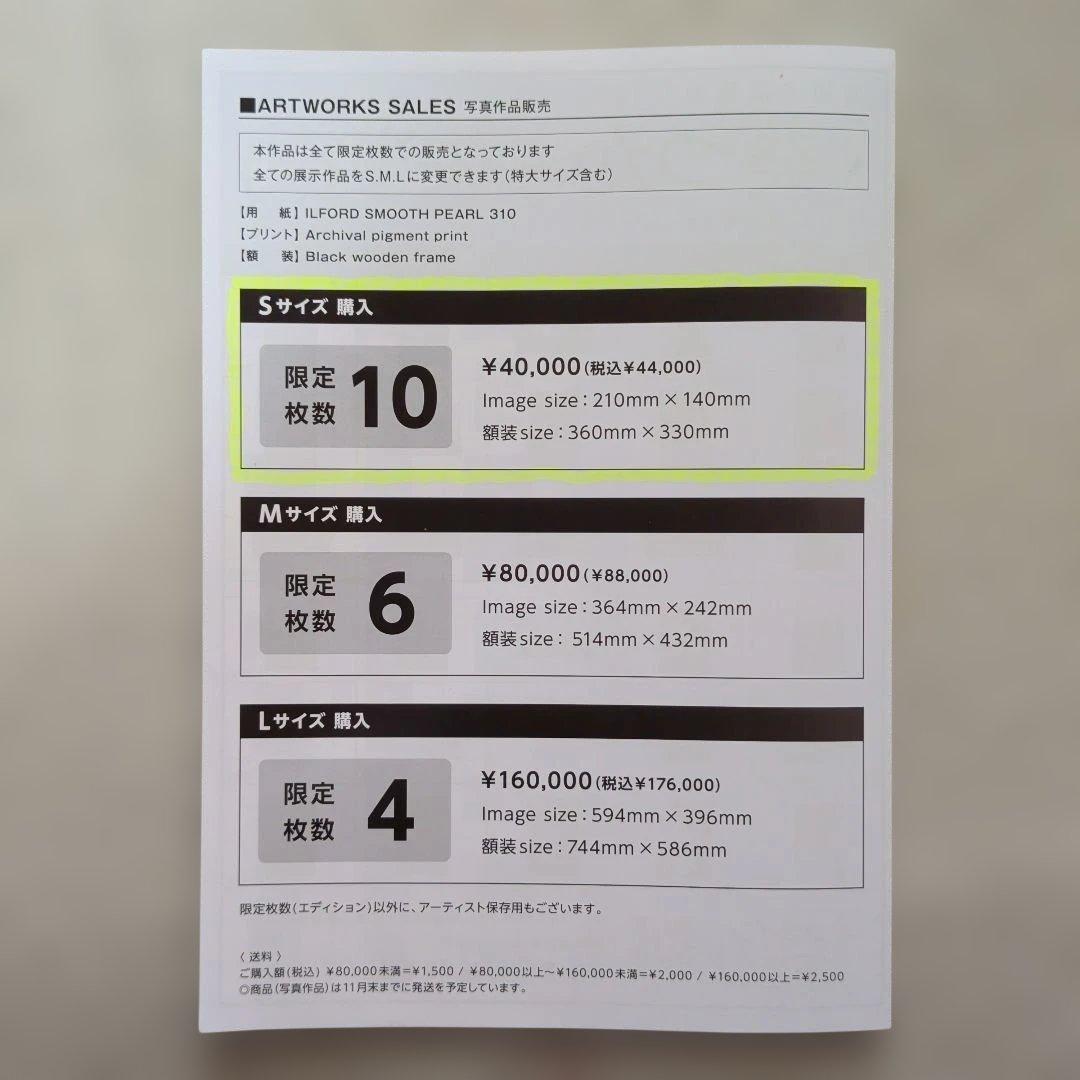 ■ARTWORKS SALES 写真作品販売
本作品は全て限定枚数での販売となっております
全ての展示作品をS.M.Lに変更できます(特大サイズ含む)
【用　紙】ILFORD SMOOTH PEARL 310
【プリント】Archival pigment print
【額　装】Black wooden frame
Sサイズ 購入
限定枚数 10
¥40,000(税込¥44,000)
Image size:210mm×140mm
額装size:360mm×330mm
Mサイズ 購入
限定枚数 6
¥80,000(¥88,000)
Image size:364mm×242mm
額装size: 514mm×432mm
Lサイズ 購入
限定枚数 4
¥160,000(税込¥176,000)
Image size:594mm×396mm
額装size:744mm×586mm
限定枚数(エディション)以外に、アーティスト保存用もございます。
〈 送料 〉
ご購入額(税込) ¥80,000未満=¥1,500 / ¥80,000以上〜¥160,000未満=¥2,000 / ¥160,000以上=¥2,500
◎商品(写真作品)は11月末までに発送を予定しています。